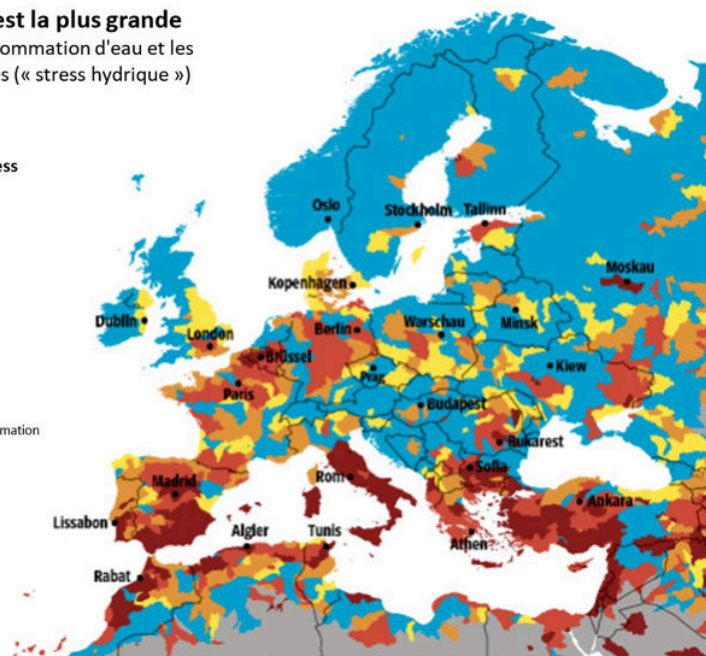 est la plus grande
ommation d'eau et les
es (« stress hydrique »)
ess
Oslo
Stockholm Tallinn
Moskau
Kopenhagen
Dublin
London
Berlin
Warschau
Minsk
Brüssel
Kiew
Prag
Paris
Budapest
mation
Bukarest
Sofia
Rom
Madrid
Ankara
Lissabon
Algier
Tunis
Athen
Rabat